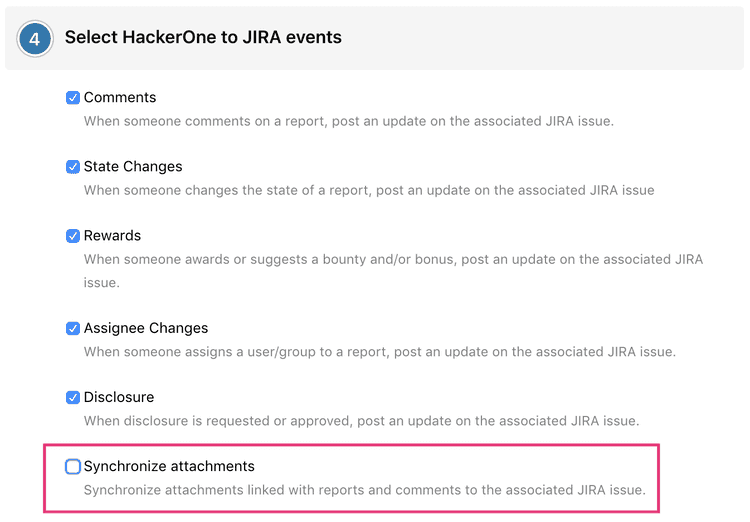 4
Select HackerOne to JIRA events
Comments
When someone comments on a report, post an update on the associated JIRA issue.
State Changes
When someone changes the state of a report, post an update on the associated JIRA issue
Rewards
When someone awards or suggests a bounty and/or bonus, post an update on the associated JIRA
issue.
Assignee Changes
When someone assigns a user/group to a report, post an update on the associated JIRA issue.
Disclosure
When disclosure is requested or approved, post an update on the associated JIRA issue.
Synchronize attachments
Synchronize attachments linked with reports and comments to the associated JIRA issue.